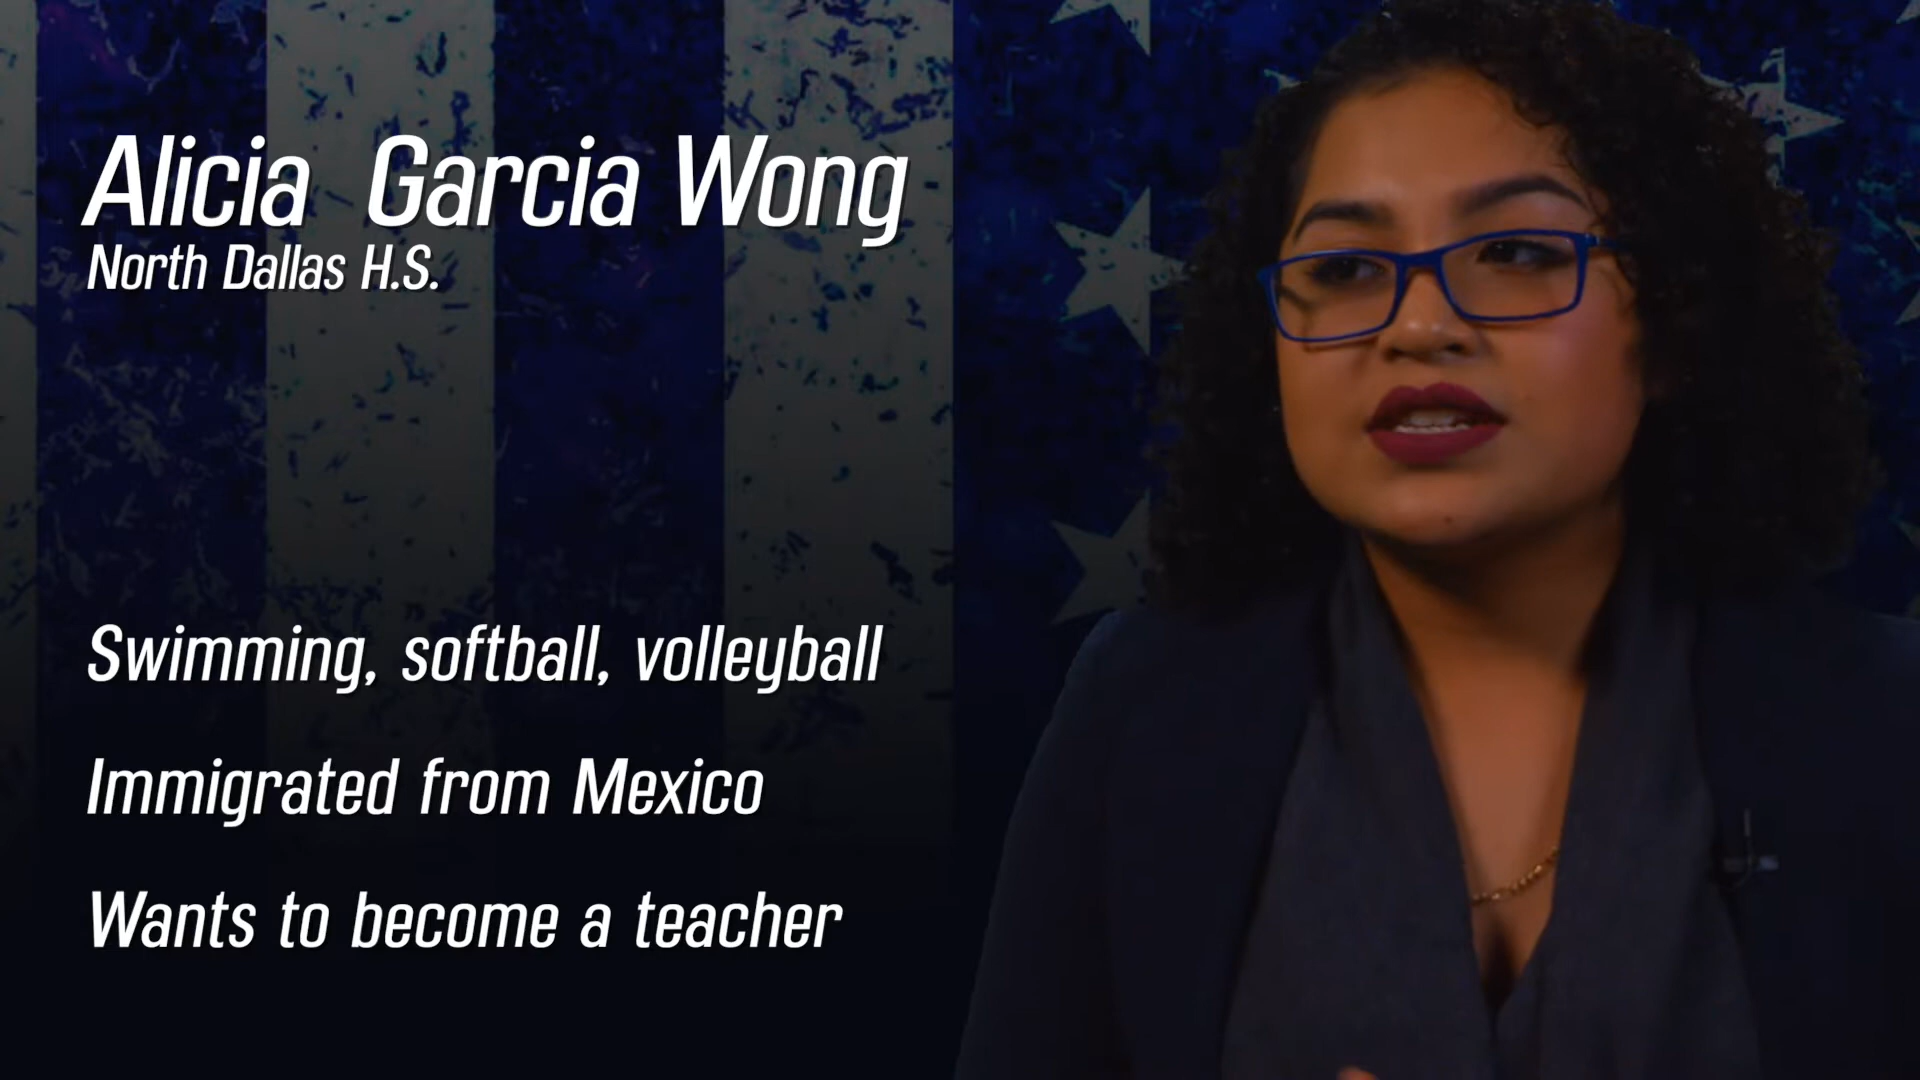 Alicia Garcia Wong
North Dallas H.S.
Swimming, softball, volleyball
Immigrated from Mexico
Wants to become a teacher